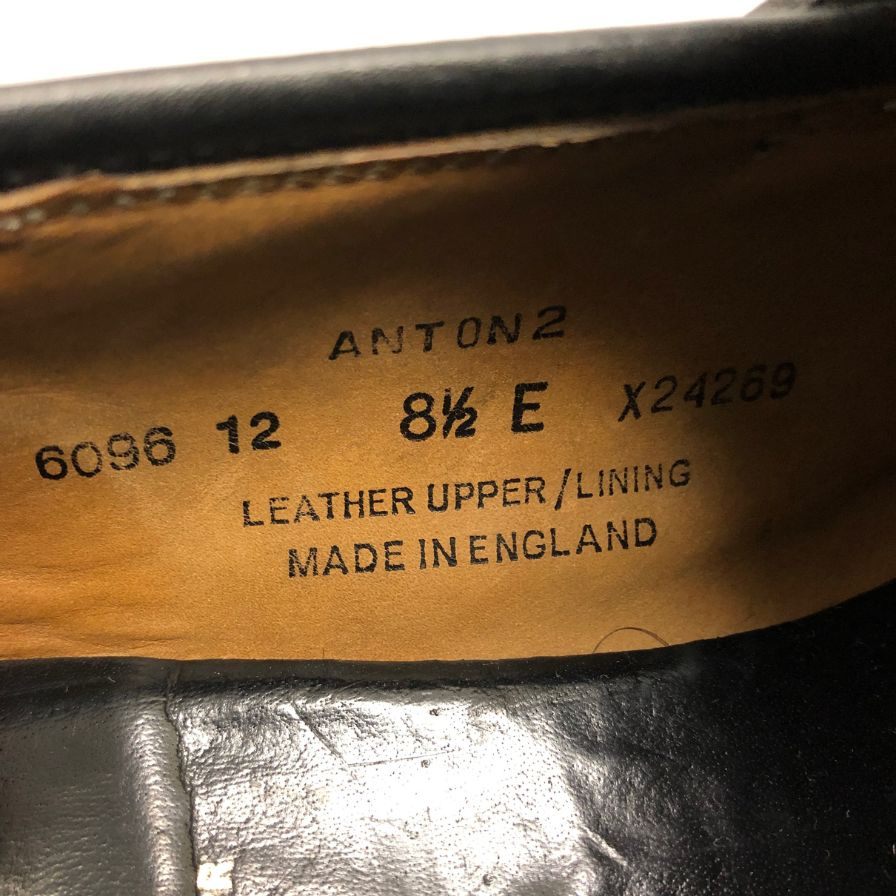 ANTON2
6096 12 8½ E X24269
LEATHER UPPER/LINING
MADE IN ENGLAND
R